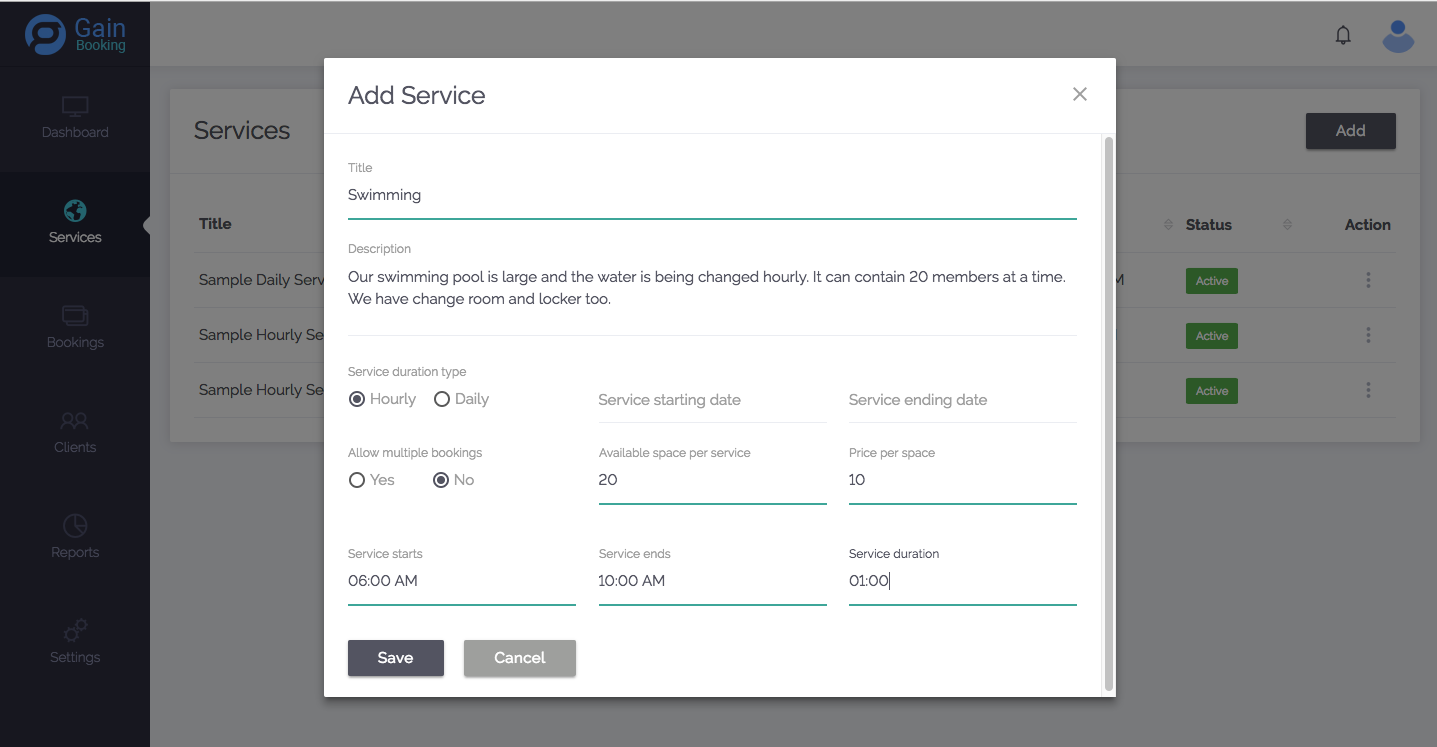 Gain
Booking
Dashboard
Services
Bookings
Clients
Reports
Settings
Services
Add
Title
Status
Action
Sample Daily Serv
M
Active
Sample Hourly Se
Active
Sample Hourly Se
Active
Add Service
Title
Swimming
Description
Our swimming pool is large and the water is being changed hourly. It can contain 20 members at a time.
We have change room and locker too.
Service duration type
Hourly Daily
Service starting date
Service ending date
Allow multiple bookings
Yes No
Available space per service
20
Price per space
10
Service starts
06:00 AM
Service ends
10:00 AM
Service duration
01:00
Save
Cancel